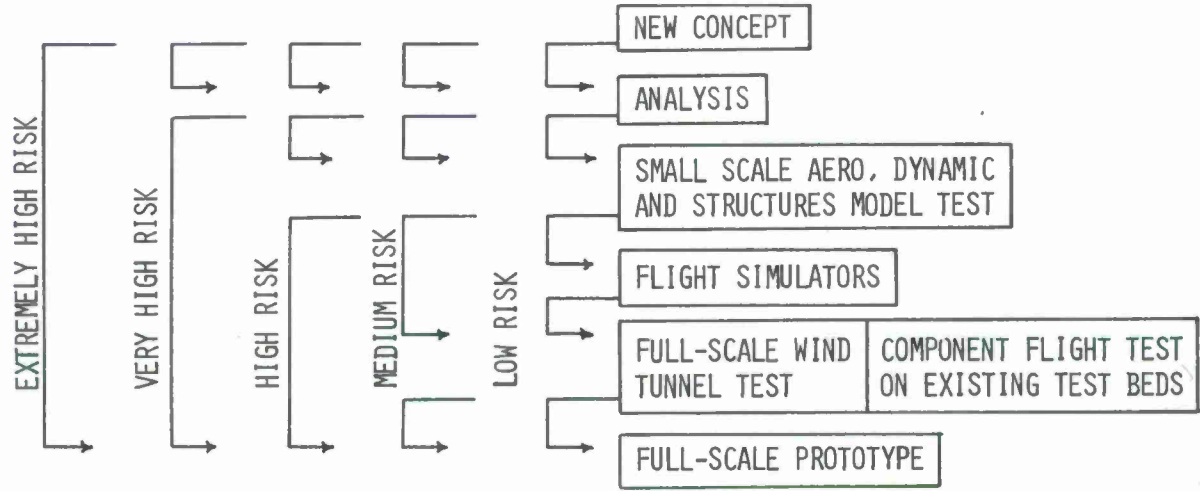 NEW CONCEPT
ANALYSIS
SMALL SCALE AERO, DYNAMIC
AND STRUCTURES MODEL TEST
FLIGHT SIMULATORS
FULL-SCALE WIND
TUNNEL TEST
COMPONENT FLIGHT TEST
ON EXISTING TEST BEDS
FULL-SCALE PROTOTYPE
EXTREMELY HIGH RISK
VERY HIGH RISK
HIGH RISK
MEDIUM RISK
LOW RISK